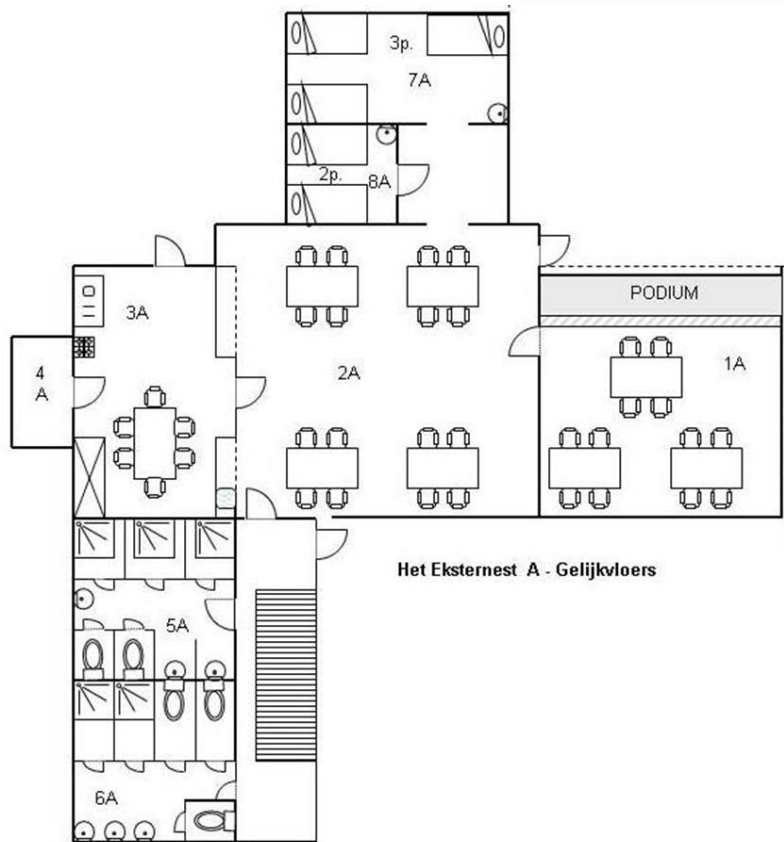 3p.
7A
2p.
8A
3A
PODIUM
4
A
2A
1A
Het Eksternest A - Gelijkvloers
5A
6A